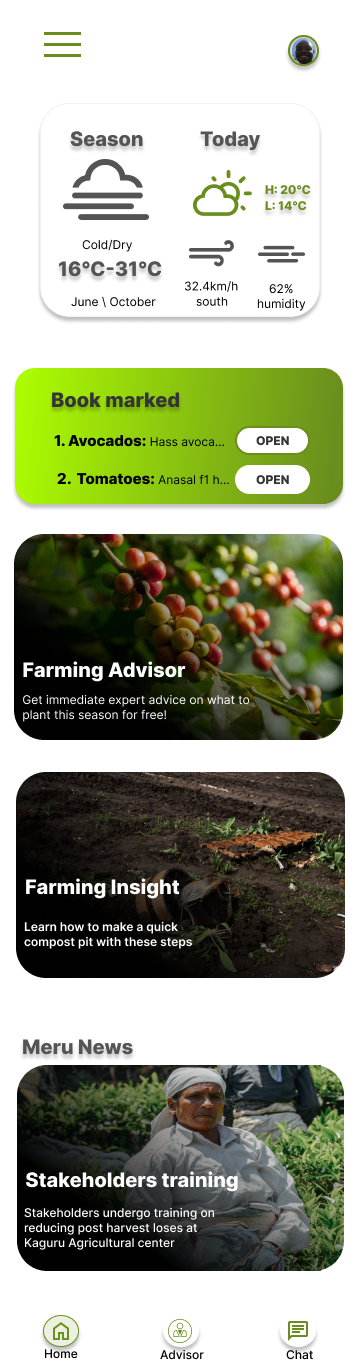 Season
Today
H: 20°C
L: 14°C
Cold/Dry
16°C-31°C
June \ October
32.4km/h
south
62%
humidity
Book marked
1. Avocados: Hass avoca... OPEN
2. Tomatoes: Anasal f1 h... OPEN
Farming Advisor
Get immediate expert advice on what to
plant this season for free!
Farming Insight
Learn how to make a quick
compost pit with these steps
Meru News
Stakeholders training
Stakeholders undergo training on
reducing post harvest loses at
Kaguru Agricultural center
Home
Advisor
Chat